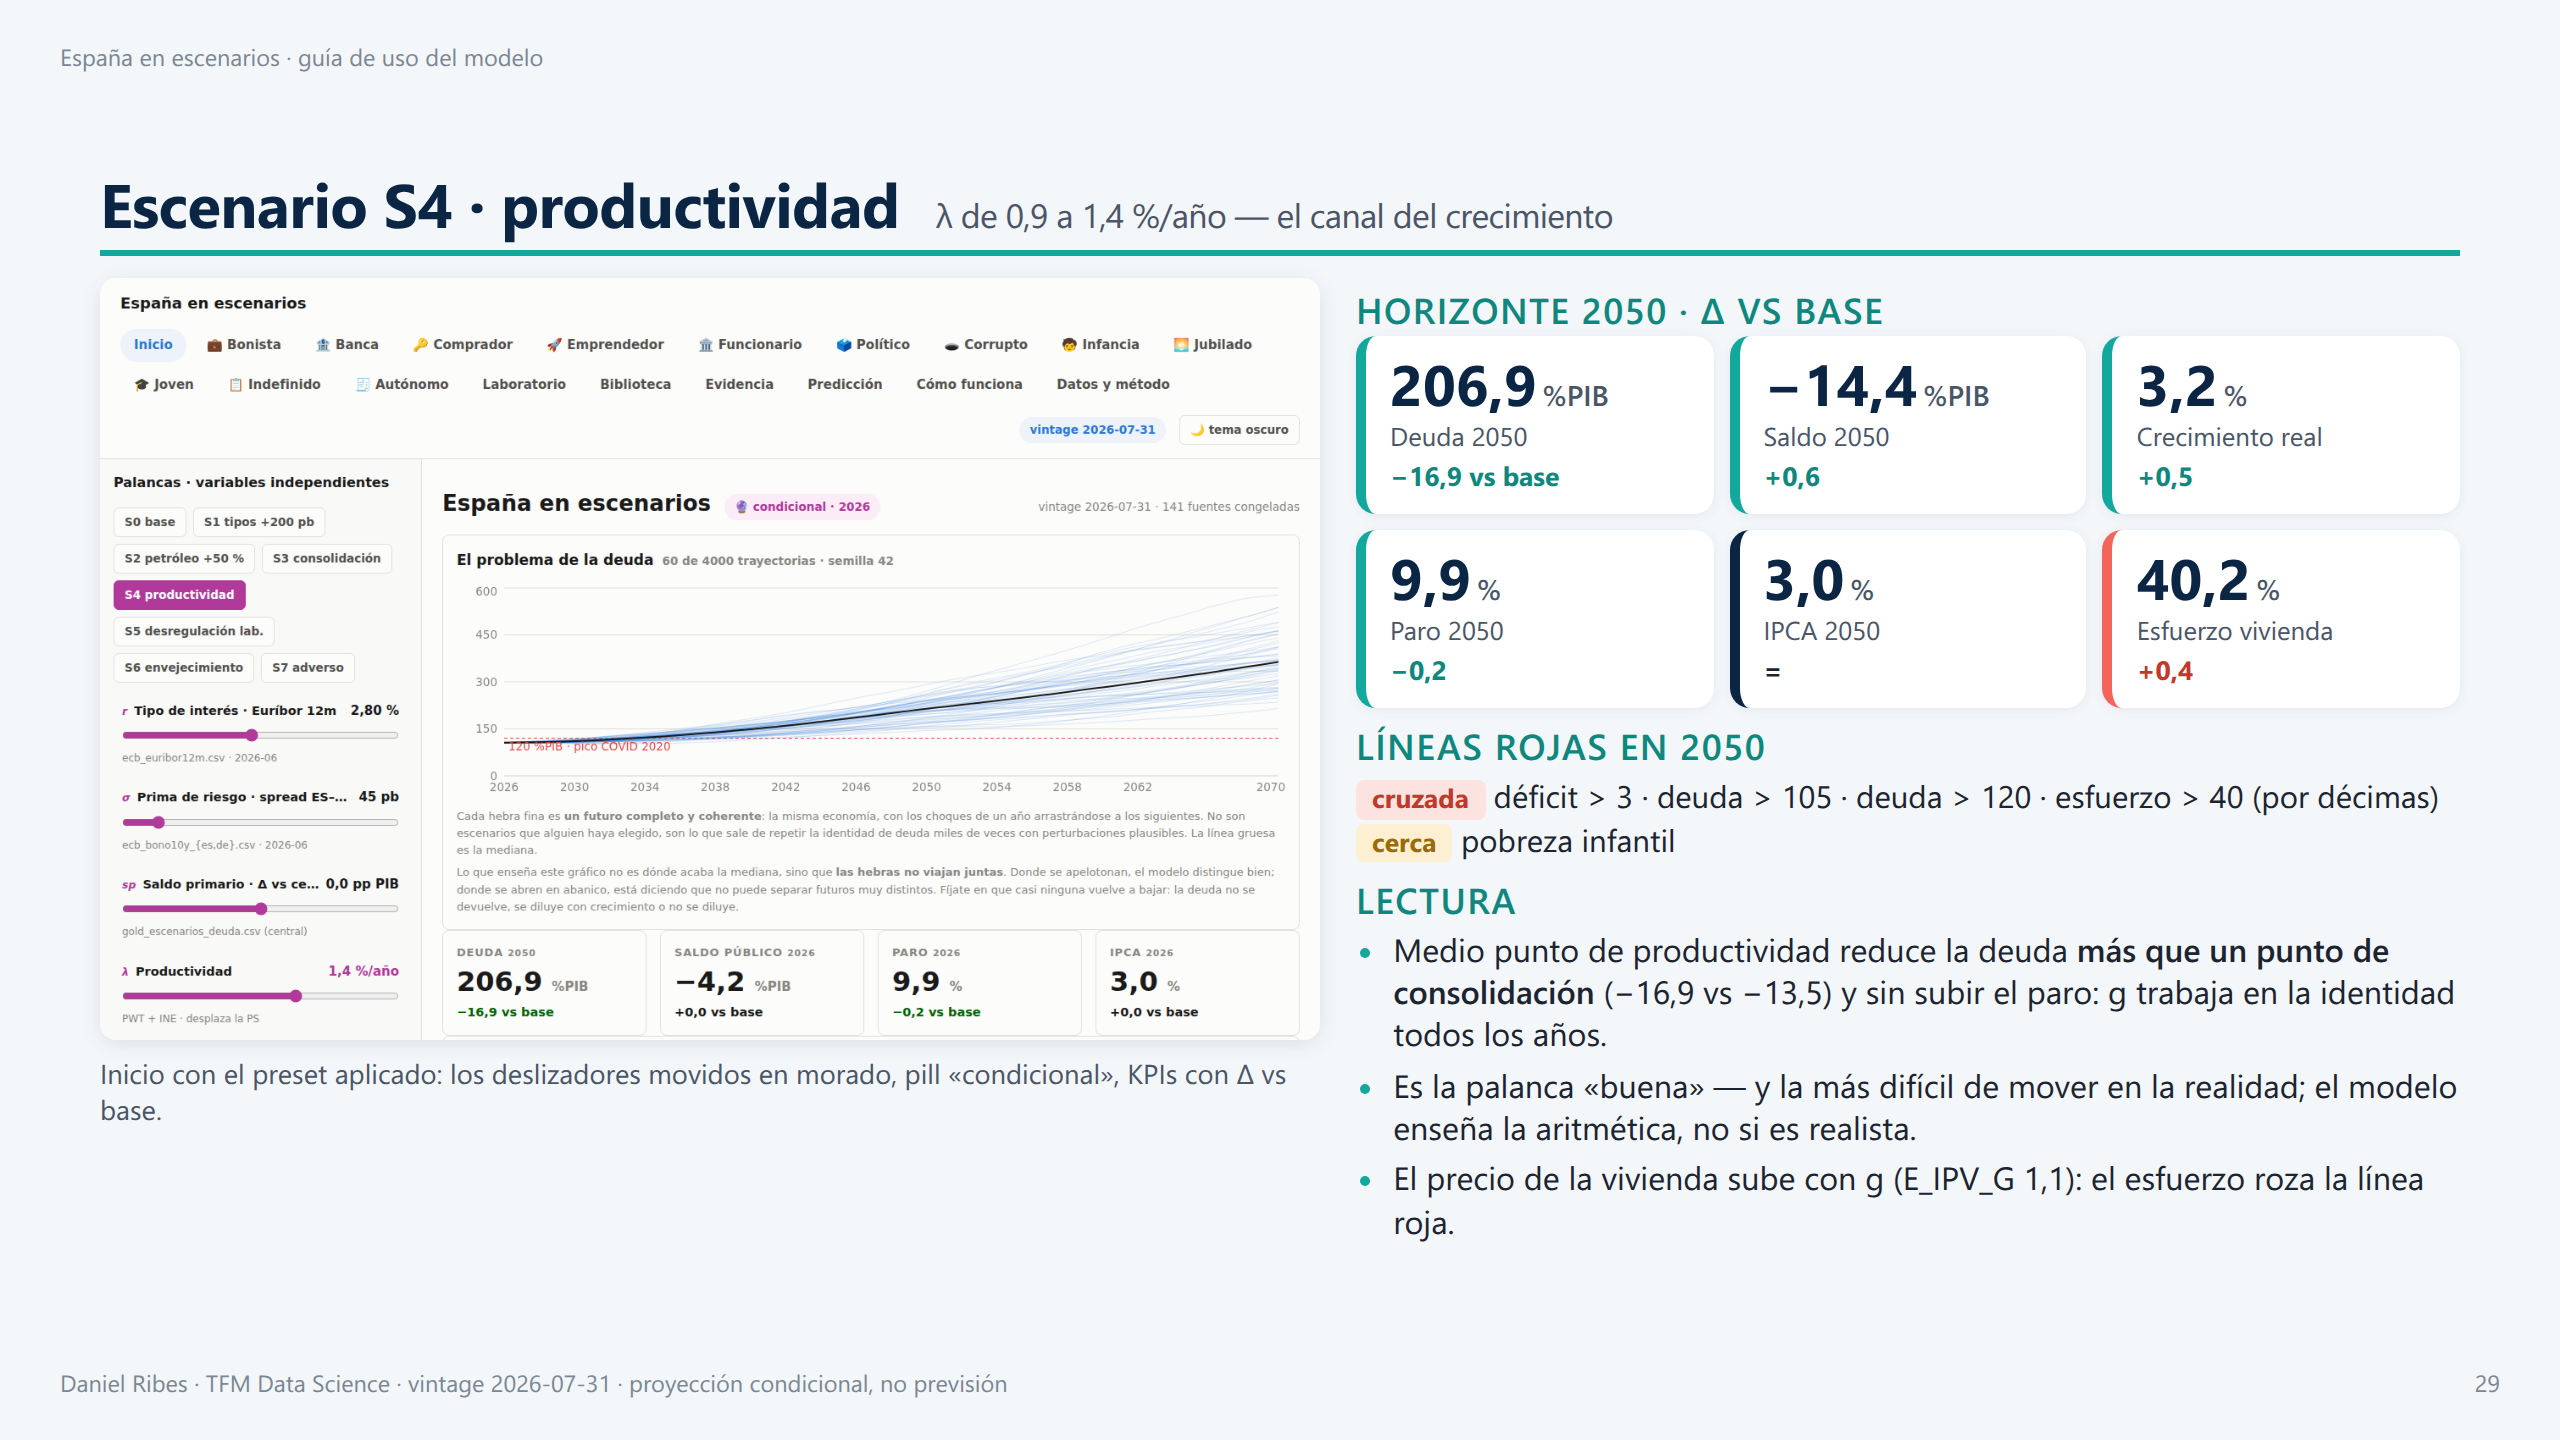 España en escenarios · guía de uso del modelo
Escenario S4 · productividad λ de 0,9 a 1,4 %/año — el canal del crecimiento
España en escenarios
Inicio 💼 Bonista 🏦 Banca 🔑 Comprador 🚀 Emprendedor 🏛️ Funcionario 🗳️ Político 🕳️ Corrupto 🧒 Infancia 🌅 Jubilado
🎓 Joven 📋 Indefinido 🧾 Autónomo Laboratorio Biblioteca Evidencia Predicción Cómo funciona Datos y método
vintage 2026-07-31 🌙 tema oscuro
Palancas · variables independientes
S0 base S1 tipos +200 pb
S2 petróleo +50 % S3 consolidación
S4 productividad
S5 desregulación lab.
S6 envejecimiento S7 adverso
r Tipo de interés · Euríbor 12m 2,80 %
ecb_euribor12m.csv · 2026-06
σ Prima de riesgo · spread ES–... 45 pb
ecb_bono10y_{es,de}.csv · 2026-06
sp Saldo primario · Δ vs ce... 0,0 pp PIB
gold_escenarios_deuda.csv (central)
λ Productividad 1,4 %/año
PWT + INE · desplaza la PS
España en escenarios 🔮 condicional · 2026 vintage 2026-07-31 · 141 fuentes congeladas
El problema de la deuda 60 de 4000 trayectorias · semilla 42
600
450
300
150
0
120 %PIB · pico COVID 2020
2026 2030 2034 2038 2042 2046 2050 2054 2058 2062 2070
Cada hebra fina es un futuro completo y coherente: la misma economía, con los choques de un año arrastrándose a los siguientes. No son
escenarios que alguien haya elegido, son lo que sale de repetir la identidad de deuda miles de veces con perturbaciones plausibles. La línea gruesa
es la mediana.
Lo que enseña este gráfico no es dónde acaba la mediana, sino que las hebras no viajan juntas. Donde se apelotonan, el modelo distingue bien;
donde se abren en abanico, está diciendo que no puede separar futuros muy distintos. Fíjate en que casi ninguna vuelve a bajar: la deuda no se
devuelve, se diluye con crecimiento o no se diluye.
DEUDA 2050 SALDO PÚBLICO 2026 PARO 2026 IPCA 2026
206,9 %PIB −4,2 %PIB 9,9 % 3,0 %
−16,9 vs base +0,0 vs base −0,2 vs base +0,0 vs base
Inicio con el preset aplicado: los deslizadores movidos en morado, pill «condicional», KPIs con Δ vs
base.
HORIZONTE 2050 · Δ VS BASE
206,9 %PIB −14,4 %PIB 3,2 %
Deuda 2050 Saldo 2050 Crecimiento real
−16,9 vs base +0,6 +0,5
9,9 % 3,0 % 40,2 %
Paro 2050 IPCA 2050 Esfuerzo vivienda
−0,2 = +0,4
LÍNEAS ROJAS EN 2050
cruzada déficit > 3 · deuda > 105 · deuda > 120 · esfuerzo > 40 (por décimas)
cerca pobreza infantil
LECTURA
• Medio punto de productividad reduce la deuda más que un punto de
consolidación (−16,9 vs −13,5) y sin subir el paro: g trabaja en la identidad
todos los años.
• Es la palanca «buena» — y la más difícil de mover en la realidad; el modelo
enseña la aritmética, no si es realista.
• El precio de la vivienda sube con g (E_IPV_G 1,1): el esfuerzo roza la línea
roja.
Daniel Ribes · TFM Data Science · vintage 2026-07-31 · proyección condicional, no previsión 29